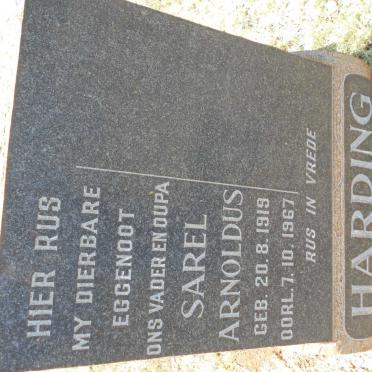 HIER RUS
MY DIERBARE
EGGENOOT
ONS VADER EN OUPA
SAREL
ARNOLDUS
GEB. 20.8.1919
OORL. 7.10.1967
RUS IN VREDE
HARDING